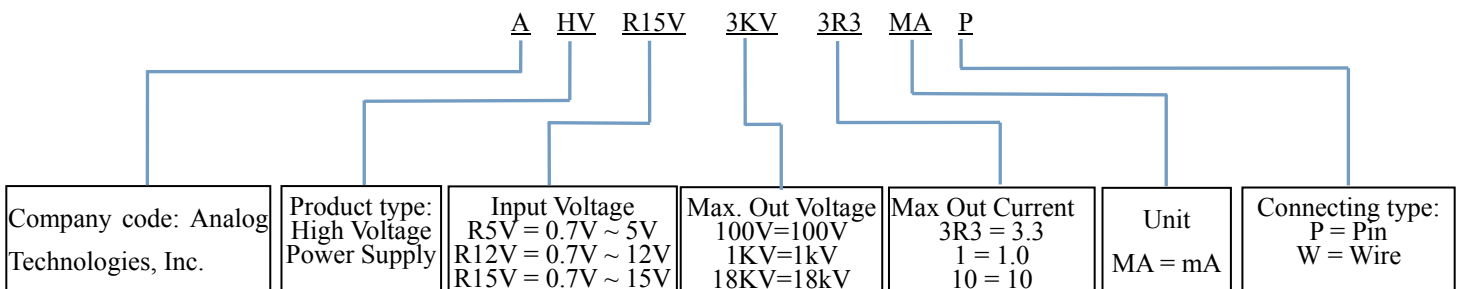 A HV R15V 3KV 3R3 MA P
Company code: Analog
Technologies, Inc.
Product type:
High Voltage
Power Supply
Input Voltage
R5V = 0.7V ~ 5V
R12V = 0.7V ~ 12V
R15V = 0.7V ~ 15V
Max. Out Voltage
100V=100V
1KV=1kV
18KV=18kV
Max Out Current
3R3 = 3.3
1 = 1.0
10 = 10
Unit
MA = mA
Connecting type:
P = Pin
W = Wire